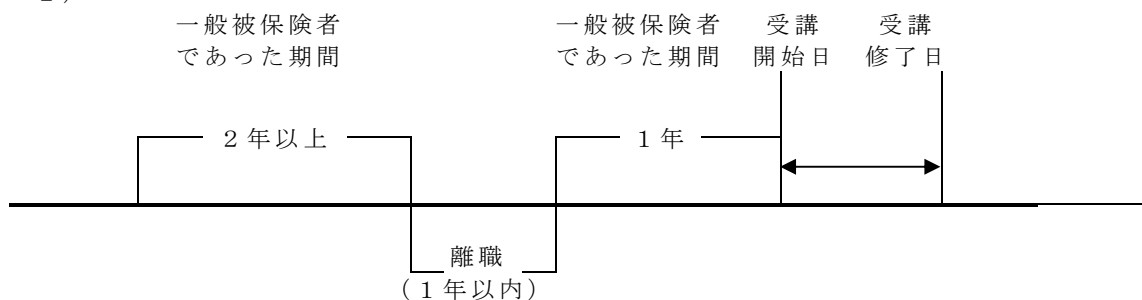 一般被保険者
であった期間
一般被保険者
であった期間
受講
開始日
受講
修了日
2年以上
1年
離職
(1年以内)